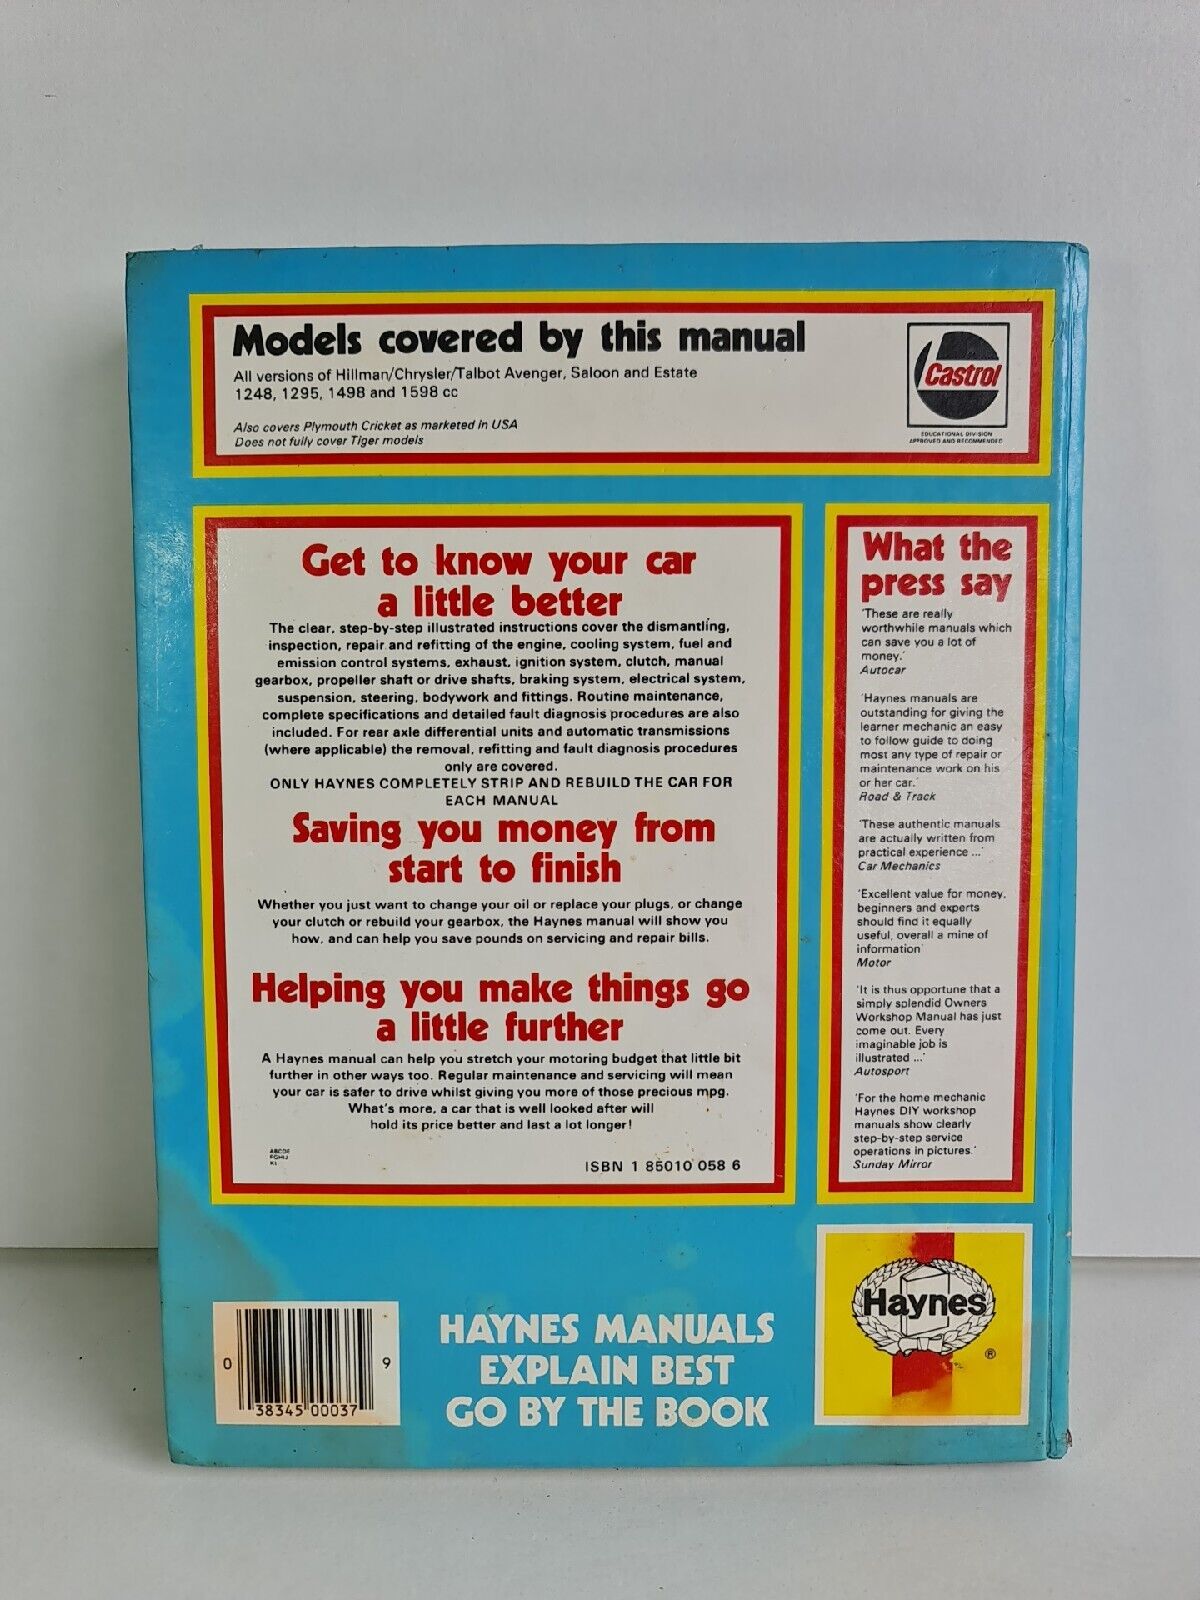 Models covered by this manual
All versions of Hillman/Chrysler/Talbot Avenger, Saloon and Estate
1248, 1295, 1498 and 1598 cc
Also covers Plymouth Cricket as marketed in USA
Does not fully cover Tiger models
Castrol
EDUCATIONAL DIVISION
APPROVED AND RECOMMENDED
Get to know your car
a little better
The clear, step-by-step illustrated instructions cover the dismantling,
inspection, repair and refitting of the engine, cooling system, fuel and
emission control systems, exhaust, ignition system, clutch, manual
gearbox, propeller shaft or drive shafts, braking system, electrical system,
suspension, steering, bodywork and fittings. Routine maintenance,
complete specifications and detailed fault diagnosis procedures are also
included. For rear axle differential units and automatic transmissions
(where applicable) the removal, refitting and fault diagnosis procedures
only are covered.
ONLY HAYNES COMPLETELY STRIP AND REBUILD THE CAR FOR
EACH MANUAL
Saving you money from
start to finish
Whether you just want to change your oil or replace your plugs, or change
your clutch or rebuild your gearbox, the Haynes manual will show you
how, and can help you save pounds on servicing and repair bills.
Helping you make things go
a little further
A Haynes manual can help you stretch your motoring budget that little bit
further in other ways too. Regular maintenance and servicing will mean
your car is safer to drive whilst giving you more of those precious mpg.
What's more, a car that is well looked after will
hold its price better and last a lot longer!
ABCDE
FGHIJ
KL
ISBN 1 85010 058 6
What the
press say
'These are really
worthwhile manuals which
can save you a lot of
money.'
Autocar
'Haynes manuals are
outstanding for giving the
learner mechanic an easy
to follow guide to doing
most any type of repair or
maintenance work on his
or her car.'
Road & Track
'These authentic manuals
are actually written from
practical experience ...'
Car Mechanics
'Excellent value for money,
beginners and experts
should find it equally
useful, overall a mine of
information'
Motor
'It is thus opportune that a
simply splendid Owners
Workshop Manual has just
come out. Every
imaginable job is
illustrated ...'
Autosport
'For the home mechanic
Haynes DIY workshop
manuals show clearly
step-by-step service
operations in pictures.'
Sunday Mirror
0 38345 00037 9
HAYNES MANUALS
EXPLAIN BEST
GO BY THE BOOK
Haynes
®